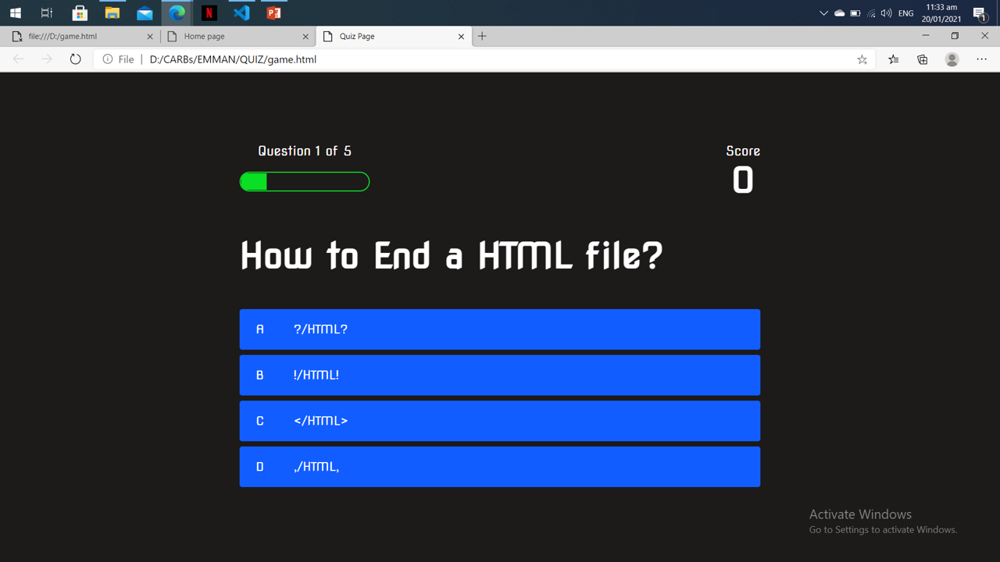 11:33 am
ENG
20/01/2021
1
file:///D:/game.html
Home page
Quiz Page
File | D:/CARBs/EMMAN/QUIZ/game.html
Question 1 of 5
Score
0
How to End a HTML file?
A ?/HTML?
B !/HTML!
C </HTML>
D ,/HTML,
Activate Windows
Go to Settings to activate Windows.